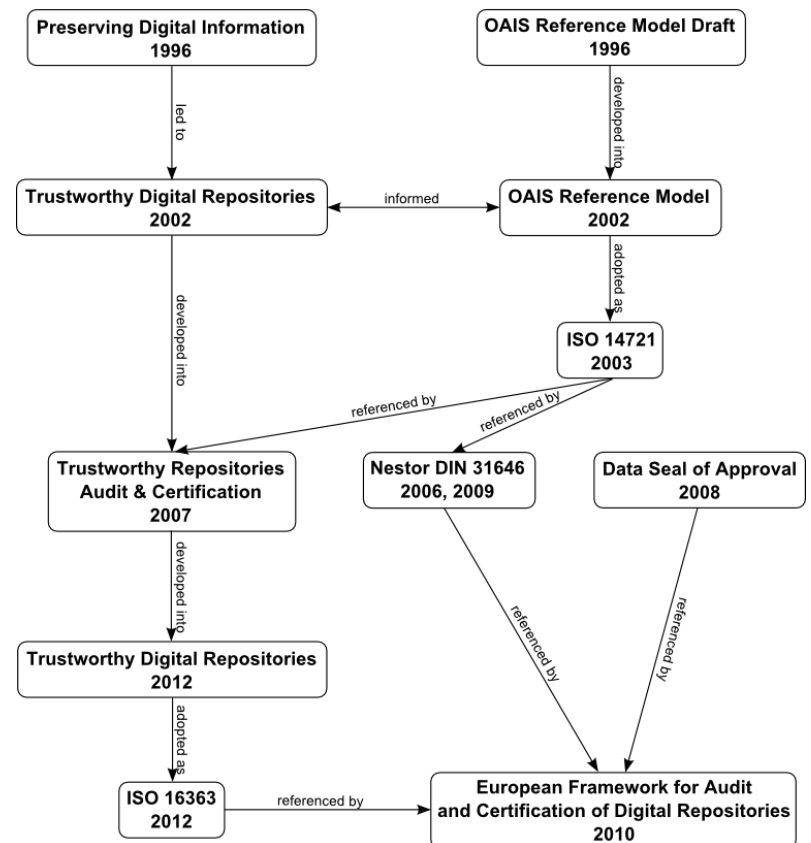 Preserving Digital Information
1996
OAIS Reference Model Draft
1996
led to
developed into
Trustworthy Digital Repositories
2002
informed
OAIS Reference Model
2002
developed into
adopted as
ISO 14721
2003
referenced by
referenced by
Trustworthy Repositories
Audit & Certification
2007
Nestor DIN 31646
2006, 2009
Data Seal of Approval
2008
developed into
referenced by
referenced by
Trustworthy Digital Repositories
2012
adopted as
ISO 16363
2012
referenced by
European Framework for Audit
and Certification of Digital Repositories
2010